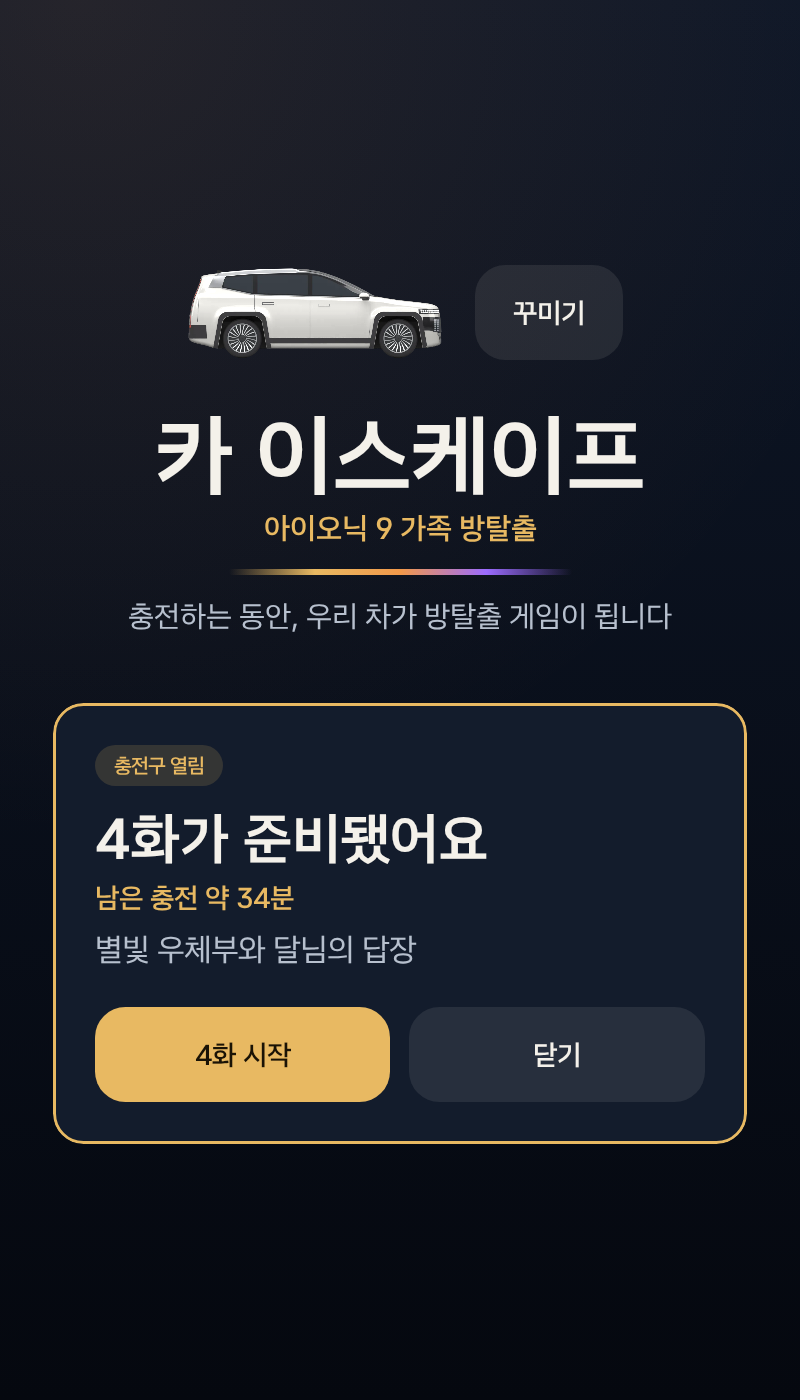 꾸미기
카 이스케이프
아이오닉 9 가족 방탈출
충전하는 동안, 우리 차가 방탈출 게임이 됩니다
충전구 열림
4화가 준비됐어요
남은 충전 약 34분
별빛 우체부와 달님의 답장
4화 시작
닫기